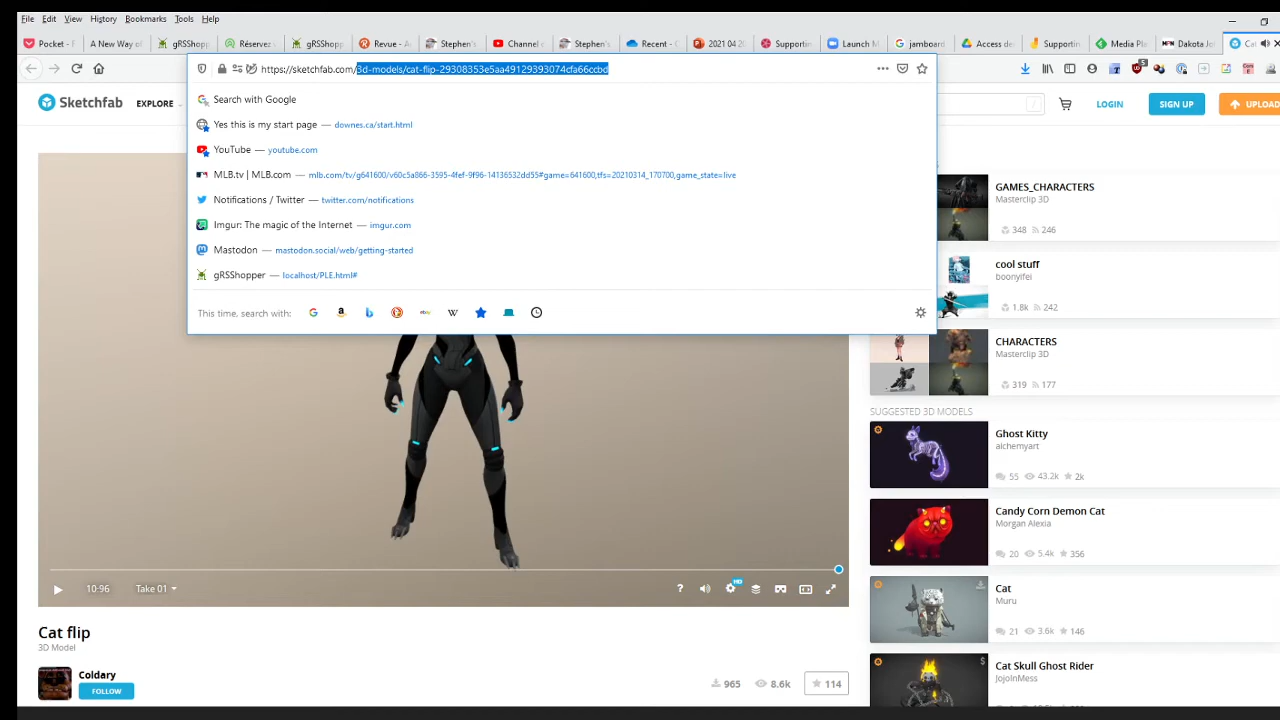 File Edit View History Bookmarks Tools Help
Pocket - F A New Way of gRSShopp Réservez gRSShopp Revue - Ac Stephen's Channel c Stephen's Recent - C 2021 04 20 Supportin Launch M jamboard Access de Supporting Media Pla Dakota Jo Cat
https://sketchfab.com/3d-models/cat-flip-29308353e5aa49129393074cfa66ccbd
Search with Google
Yes this is my start page — downes.ca/start.html
YouTube — youtube.com
MLB.tv | MLB.com — mlb.com/tv/g641600/v60c5a866-3595-4fef-9f96-14136532dd55#game=641600,tfs=20210314_170700,game_state=live
Notifications / Twitter — twitter.com/notifications
Imgur: The magic of the Internet — imgur.com
Mastodon — mastodon.social/web/getting-started
gRSShopper — localhost/PLE.html#
This time, search with:
Sketchfab EXPLORE
/ LOGIN SIGN UP UPLOAD
GAMES_CHARACTERS
Masterclip 3D
348 246
cool stuff
boonyifei
1.8k 242
CHARACTERS
Masterclip 3D
319 177
SUGGESTED 3D MODELS
Ghost Kitty
alchemyart
55 43.2k 2k
Candy Corn Demon Cat
Morgan Alexia
20 5.4k 356
Cat
Muru
21 3.6k 146
Cat Skull Ghost Rider
JojoInMess
10:96 Take 01
? HD
Cat flip
3D Model
Coldary
FOLLOW
965 8.6k 114